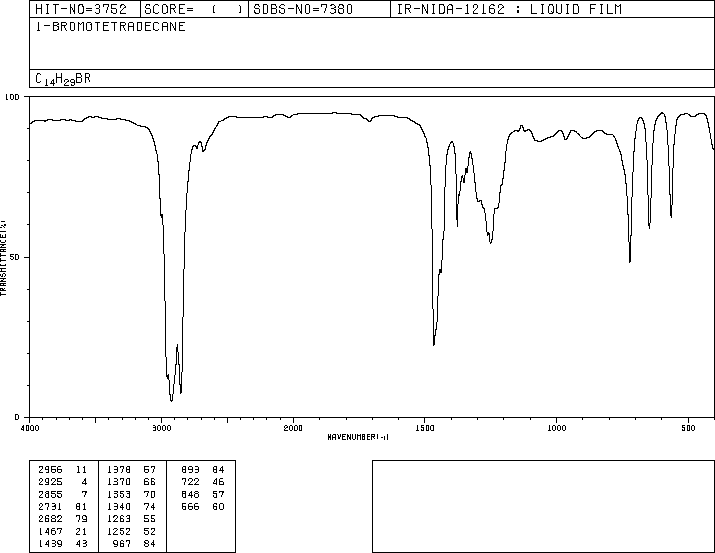 HIT-NO=3752 SCORE= ( ) SDBS-NO=7380 IR-NIDA-12162 : LIQUID FILM
1-BROMOTETRADECANE
C14H29BR
100
50
0
TRANSMITTANCE(%)
4000 3000 2000 1500 1000 500
WAVENUMBER(-1)
2956 11 1378 57 893 84
2925 4 1370 66 722 46
2855 7 1353 70 648 57
2731 81 1340 74 566 60
2682 79 1263 55
1467 21 1252 52
1439 43 967 84